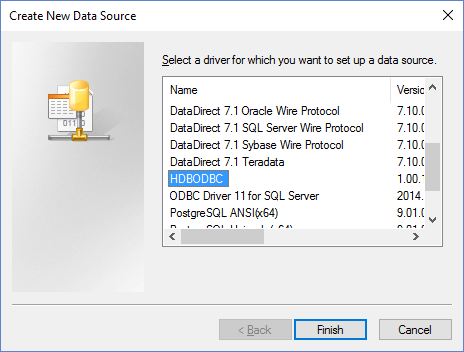 Create New Data Source
Select a driver for which you want to set up a data source.
Name Versio
DataDirect 7.1 Oracle Wire Protocol 7.10.0
DataDirect 7.1 SQL Server Wire Protocol 7.10.0
DataDirect 7.1 Sybase Wire Protocol 7.10.0
DataDirect 7.1 Teradata 7.10.0
HDBODBC 1.00.1
ODBC Driver 11 for SQL Server 2014.
PostgreSQL ANSI(x64) 9.01.0
< Back Finish Cancel